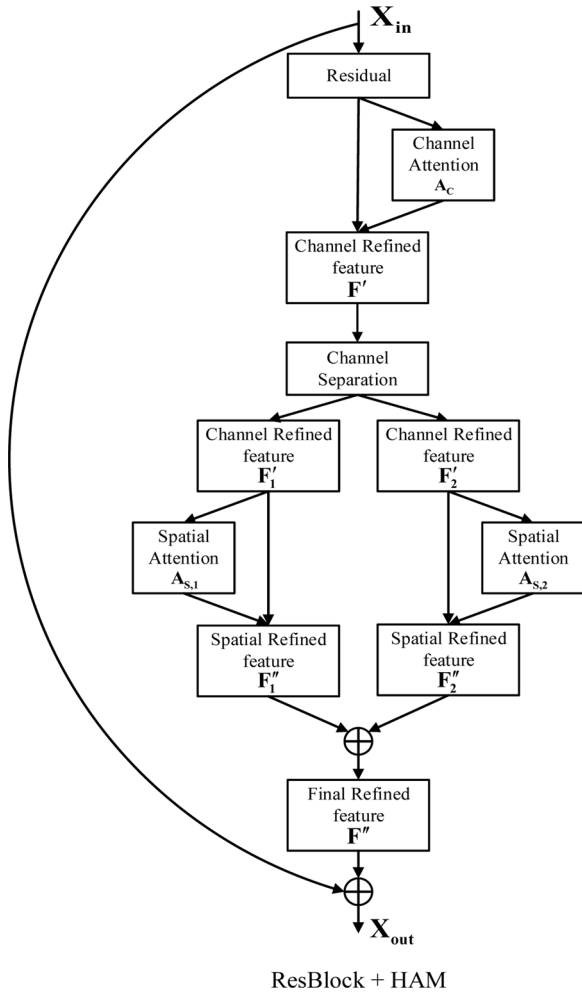 X_in
Residual
Channel
Attention
A_C
Channel Refined
feature
F′
Channel
Separation
Channel Refined
feature
F′_1
Channel Refined
feature
F′_2
Spatial
Attention
A_S,1
Spatial
Attention
A_S,2
Spatial Refined
feature
F″_1
Spatial Refined
feature
F″_2
Final Refined
feature
F″
X_out
ResBlock + HAM